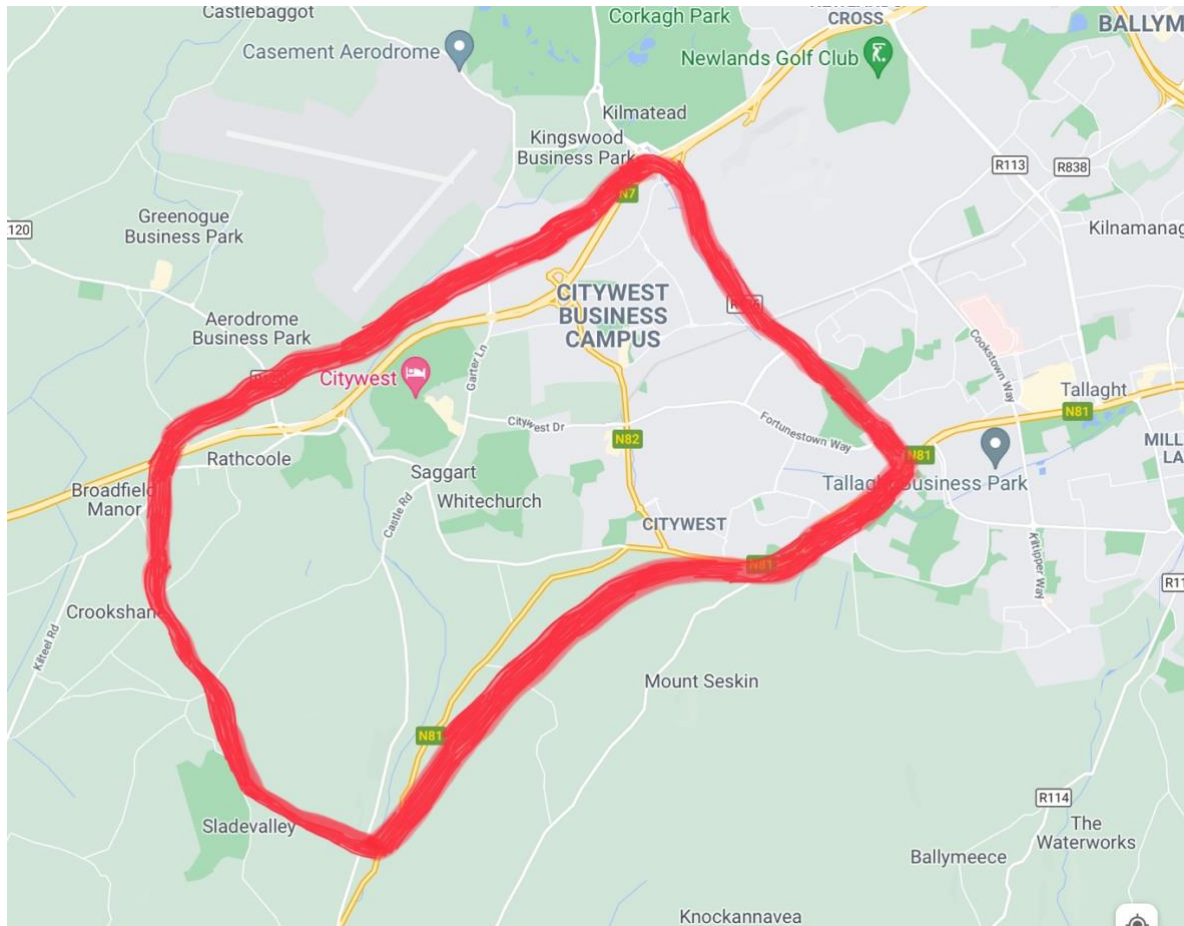 Castlebaggot
Corkagh Park
CROSS
BALLYM
Casement Aerodrome
Newlands Golf Club
Kilmatead
Kingswood
Business Park
R113
R838
N7
Greenogue
Business Park
120
Kilnamanag
CITYWEST
BUSINESS
CAMPUS
Aerodrome
Business Park
Citywest
Garter Ln
Cookstown Way
Tallaght
N81
Citywest Dr
Fortunestown Way
N82
N81
MILL
LA
Rathcoole
Saggart
Tallaght Business Park
Broadfield
Manor
Whitechurch
Castle Rd
CITYWEST
N81
Kiltipper Way
R11
Crookshan
Kilteel Rd
Mount Seskin
N81
R114
Sladevalley
The
Waterworks
Ballymeece
Knockannavea